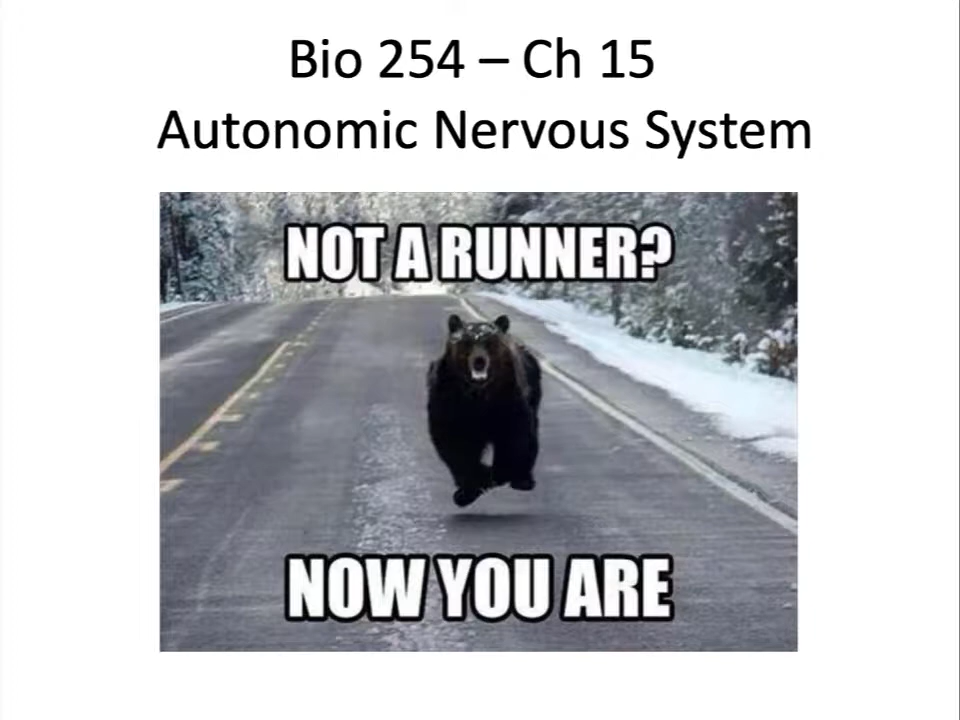 Bio 254 – Ch 15
Autonomic Nervous System
NOT A RUNNER?
NOW YOU ARE